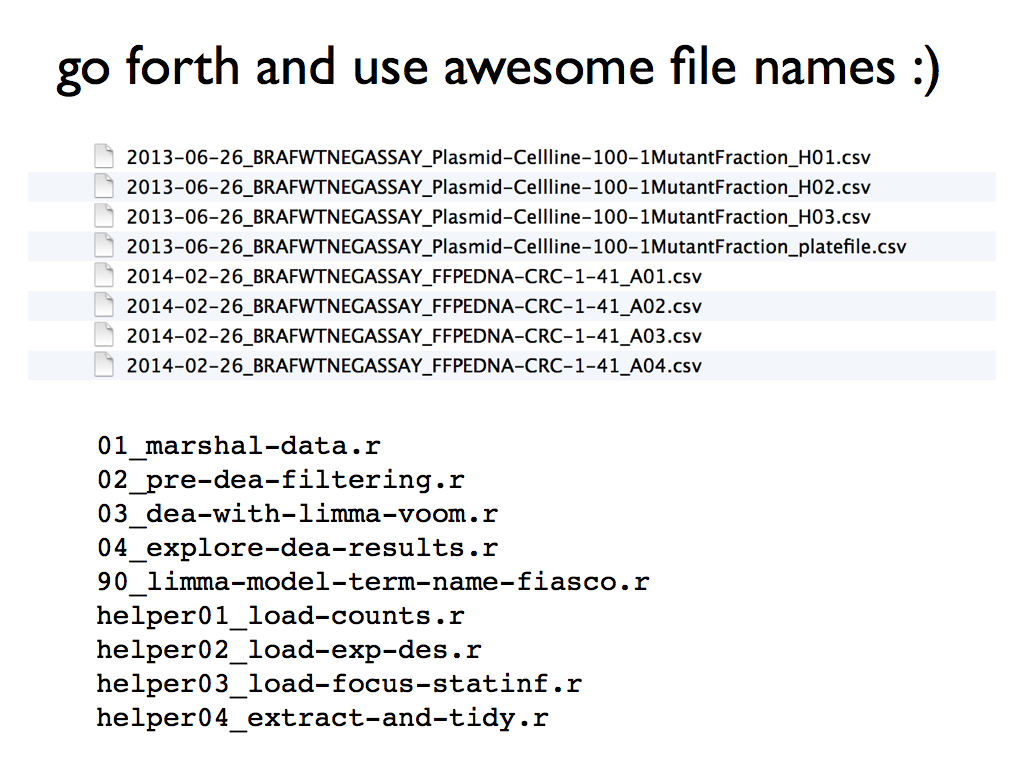 go forth and use awesome file names :)
2013-06-26_BRAFWTNEGASSAY_Plasmid-Cellline-100-1MutantFraction_H01.csv
2013-06-26_BRAFWTNEGASSAY_Plasmid-Cellline-100-1MutantFraction_H02.csv
2013-06-26_BRAFWTNEGASSAY_Plasmid-Cellline-100-1MutantFraction_H03.csv
2013-06-26_BRAFWTNEGASSAY_Plasmid-Cellline-100-1MutantFraction_platefile.csv
2014-02-26_BRAFWTNEGASSAY_FFPEDNA-CRC-1-41_A01.csv
2014-02-26_BRAFWTNEGASSAY_FFPEDNA-CRC-1-41_A02.csv
2014-02-26_BRAFWTNEGASSAY_FFPEDNA-CRC-1-41_A03.csv
2014-02-26_BRAFWTNEGASSAY_FFPEDNA-CRC-1-41_A04.csv
01_marshal-data.r
02_pre-dea-filtering.r
03_dea-with-limma-voom.r
04_explore-dea-results.r
90_limma-model-term-name-fiasco.r
helper01_load-counts.r
helper02_load-exp-des.r
helper03_load-focus-statinf.r
helper04_extract-and-tidy.r